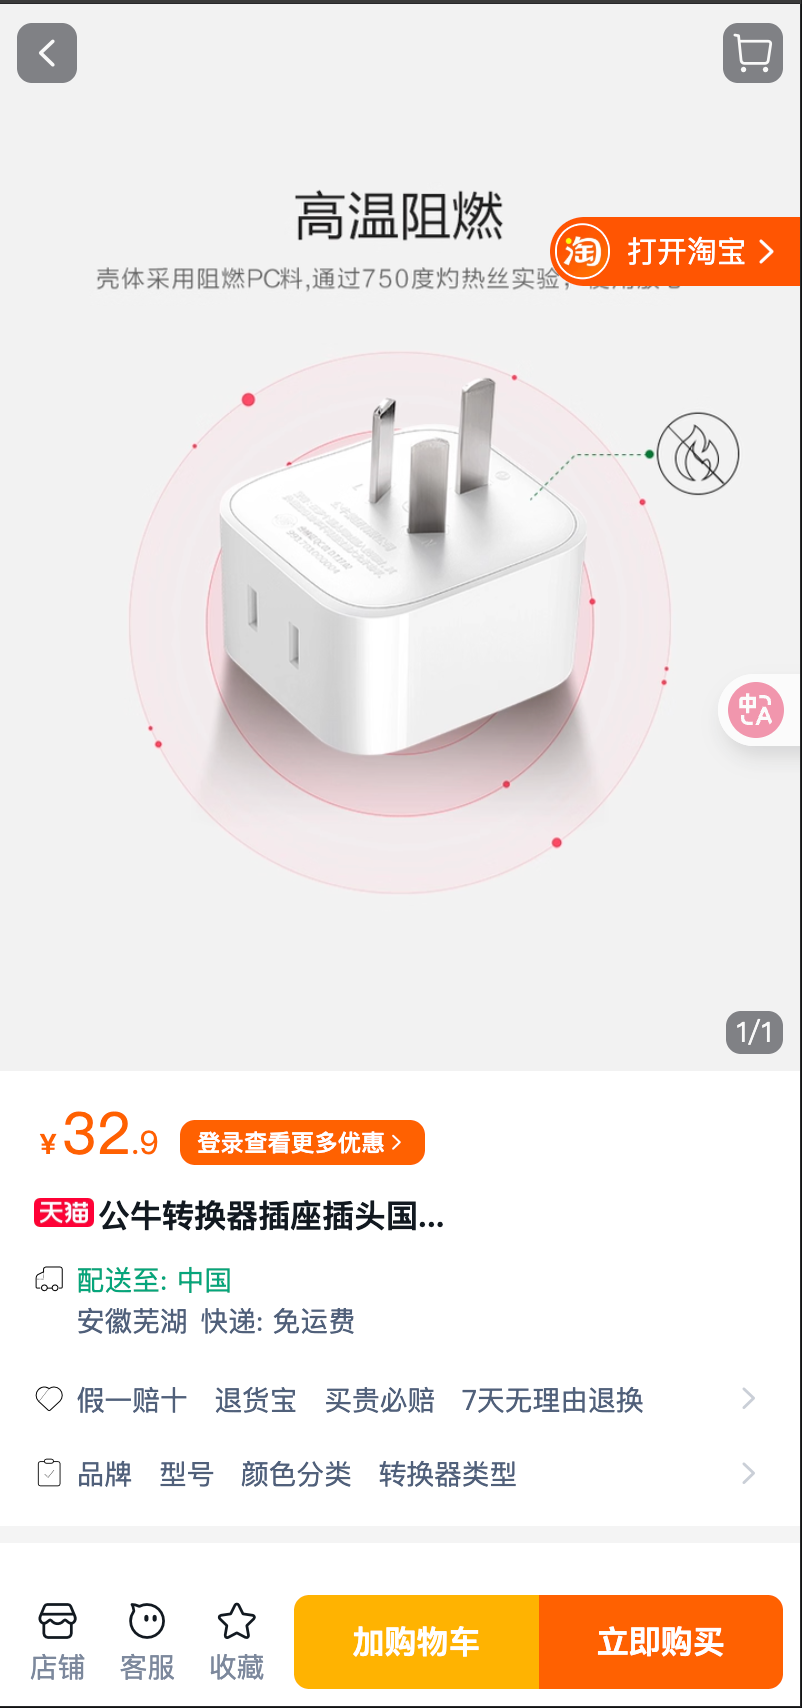 高温阻燃
淘 打开淘宝
壳体采用阻燃PC料,通过750度灼热丝实验,
中A
1/1
¥32.9 登录查看更多优惠
天猫 公牛转换器插座插头国...
配送至: 中国
安徽芜湖 快递: 免运费
假一赔十 退货宝 买贵必赔 7天无理由退换
品牌 型号 颜色分类 转换器类型
店铺 客服 收藏 加购物车 立即购买